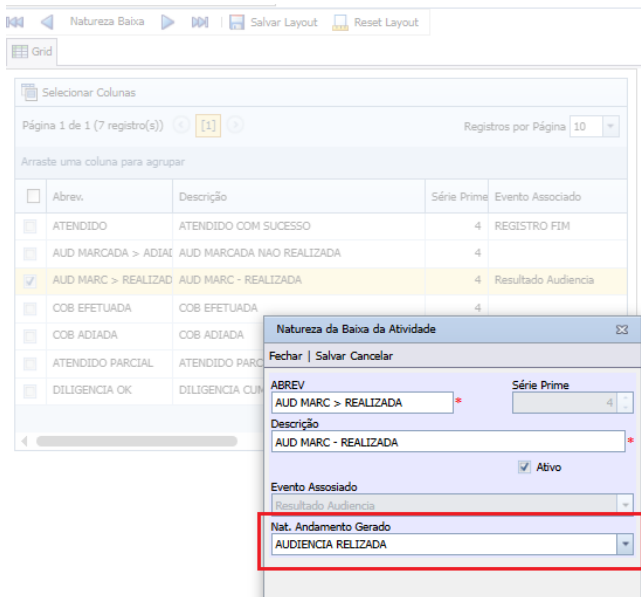 Natureza Baixa Salvar Layout Reset Layout
Grid
Selecionar Colunas
Página 1 de 1 (7 registro(s)) [1] Registros por Página 10
Arraste uma coluna para agrupar
Abrev. Descrição Série Prime Evento Associado
ATENDIDO ATENDIDO COM SUCESSO 4 REGISTRO FIM
AUD MARCADA > ADIAD AUD MARCADA NAO REALIZADA 4
AUD MARC > REALIZAD AUD MARC - REALIZADA 4 Resultado Audiencia
COB EFETUADA COB EFETUADA 4
COB ADIADA COB ADIADA
ATENDIDO PARCIAL ATENDIDO PARC
DILIGENCIA OK DILIGENCIA CUM
Natureza da Baixa da Atividade
Fechar | Salvar Cancelar
ABREV Série Prime
AUD MARC > REALIZADA * 4
Descrição
AUD MARC - REALIZADA *
Ativo
Evento Assosiado
Resultado Audiencia
Nat. Andamento Gerado
AUDIENCIA RELIZADA